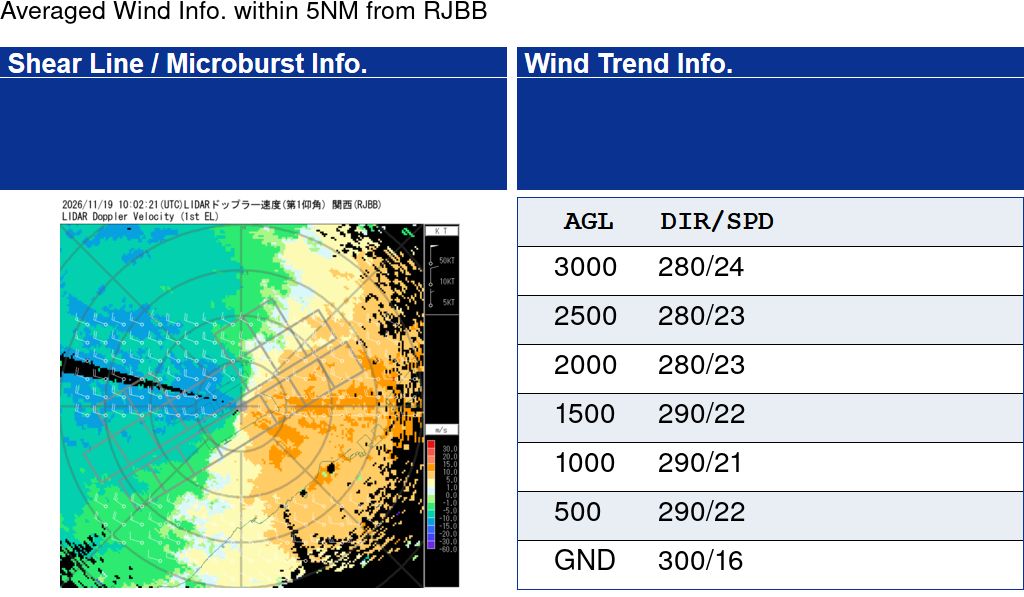 Averaged Wind Info. within 5NM from RJBB
Shear Line / Microburst Info.
Wind Trend Info.
2026/11/19 10:02:21(UTC)LIDARドップラー速度(第1仰角) 関西(RJBB)
LIDAR Doppler Velocity (1st EL)
K T
50KT
10KT
5KT
m/s
30.0
20.0
15.0
10.0
5.0
1.0
0.0
-1.0
-5.0
-10.0
-15.0
-20.0
-30.0
-60.0
AGL DIR/SPD
3000 280/24
2500 280/23
2000 280/23
1500 290/22
1000 290/21
500 290/22
GND 300/16